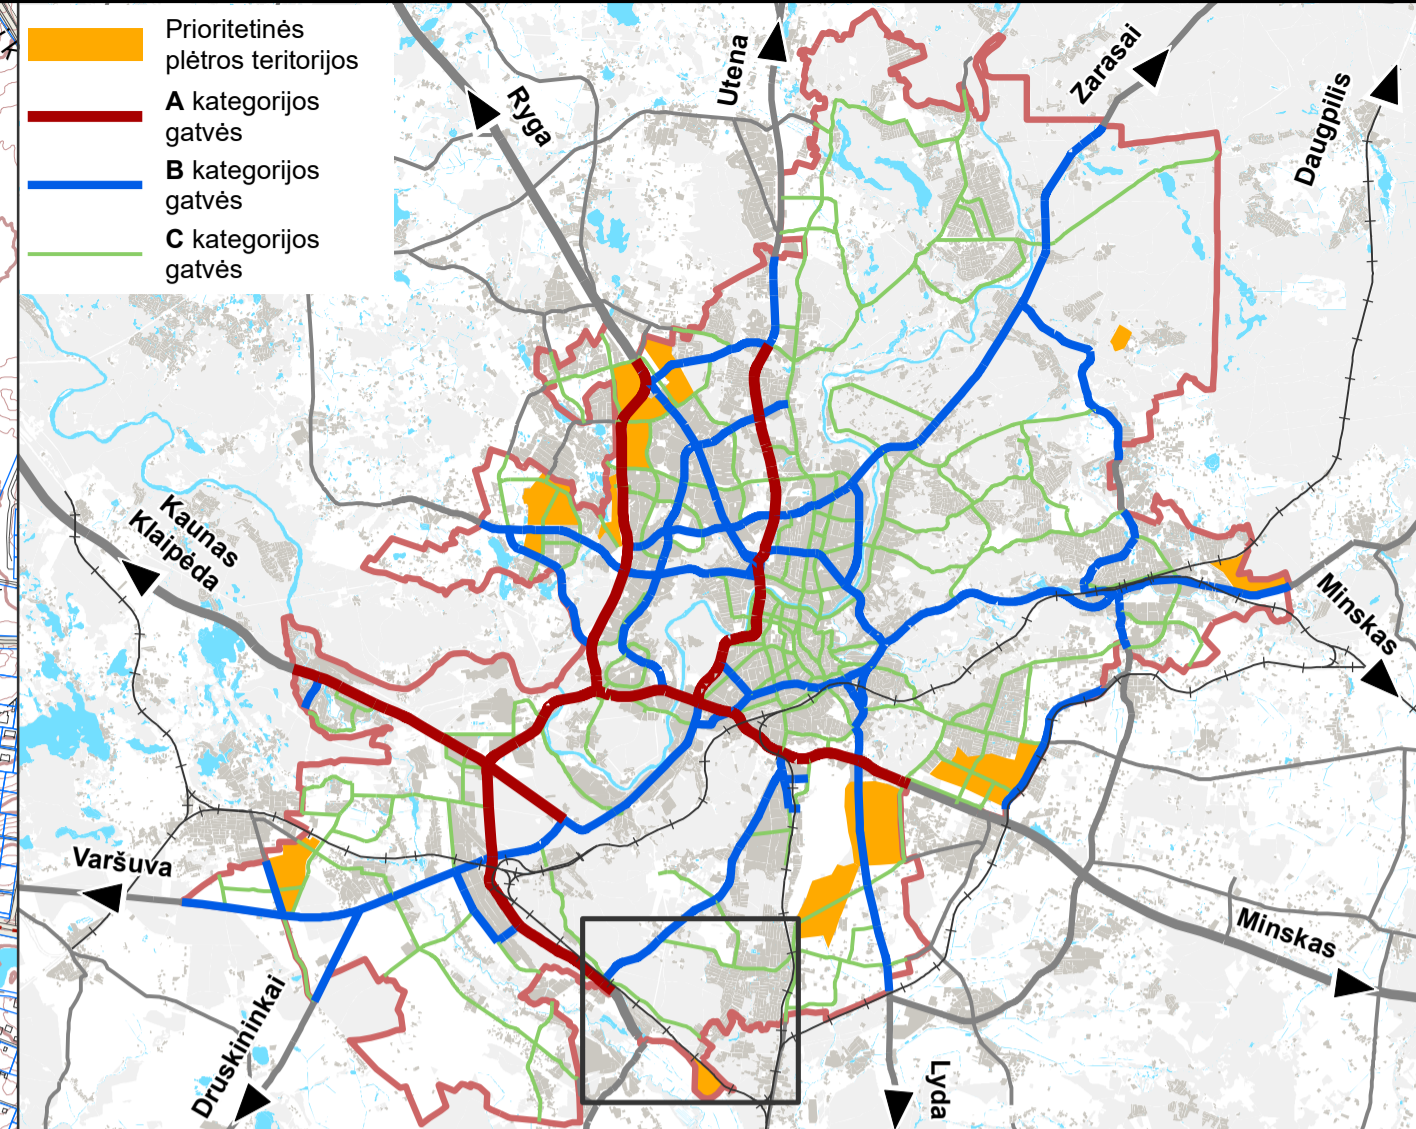 Prioritetinės
plėtros teritorijos
A kategorijos
gatvės
B kategorijos
gatvės
C kategorijos
gatvės
Ryga
Utena
Zarasai
Daugpilis
Kaunas
Klaipėda
Minskas
Varšuva
Minskas
Druskininkai
Lyda